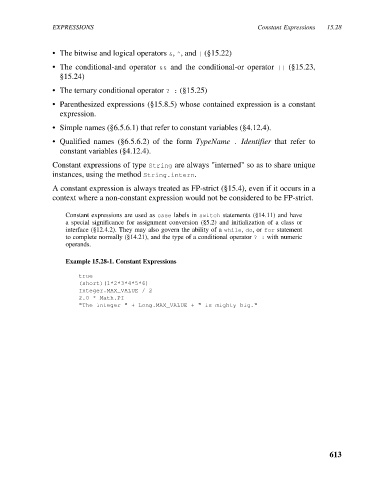 EXPRESSIONS Constant Expressions 15.28
• The bitwise and logical operators &, ^, and | (§15.22)
• The conditional-and operator && and the conditional-or operator || (§15.23,
§15.24)
• The ternary conditional operator ? : (§15.25)
• Parenthesized expressions (§15.8.5) whose contained expression is a constant
expression.
• Simple names (§6.5.6.1) that refer to constant variables (§4.12.4).
• Qualified names (§6.5.6.2) of the form TypeName . Identifier that refer to
constant variables (§4.12.4).
Constant expressions of type String are always "interned" so as to share unique
instances, using the method String.intern.
A constant expression is always treated as FP-strict (§15.4), even if it occurs in a
context where a non-constant expression would not be considered to be FP-strict.
Constant expressions are used as case labels in switch statements (§14.11) and have
a special significance for assignment conversion (§5.2) and initialization of a class or
interface (§12.4.2). They may also govern the ability of a while, do, or for statement
to complete normally (§14.21), and the type of a conditional operator ? : with numeric
operands.
Example 15.28-1. Constant Expressions
true
(short)(1*2*3*4*5*6)
Integer.MAX_VALUE / 2
2.0 * Math.PI
"The integer " + Long.MAX_VALUE + " is mighty big."
613